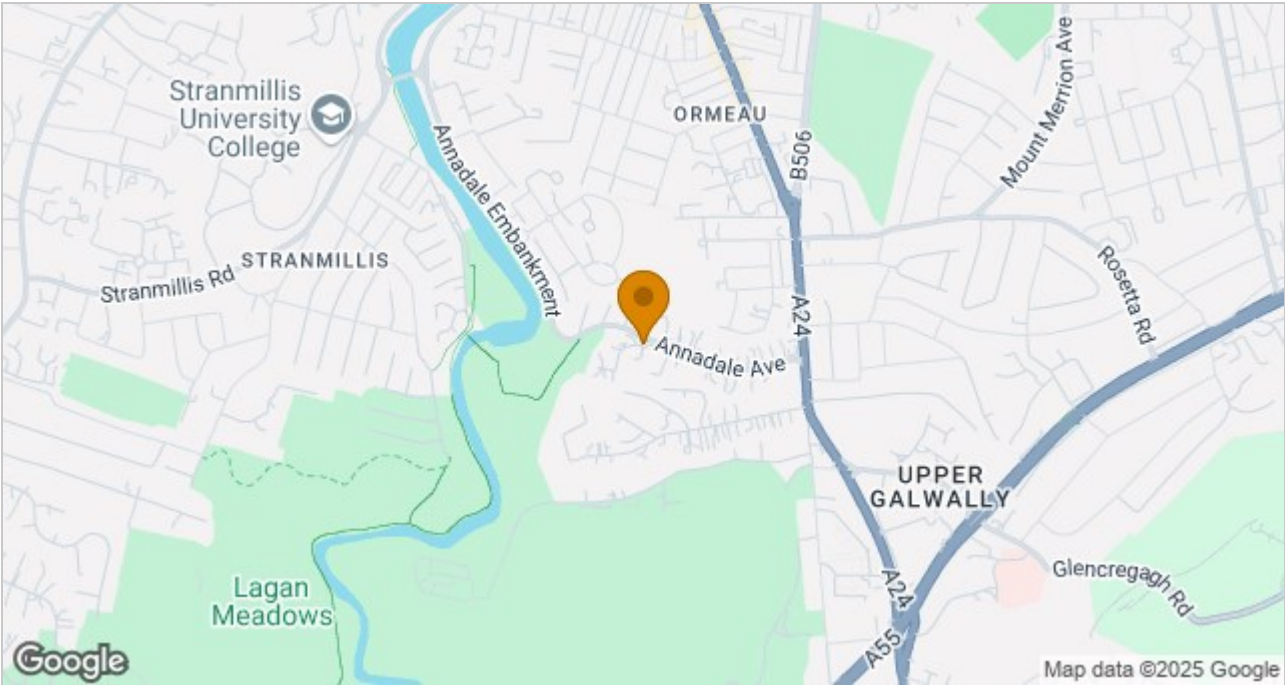 Stranmillis
University
College
Annadale Embankment
ORMEAU
B506
Mount Merrion Ave
STRANMILLIS
Stranmillis Rd
Rosetta Rd
A24
Annadale Ave
UPPER
GALWALLY
Glencregagh Rd
Lagan
Meadows
A24
A55
Google
Map data ©2025 Google